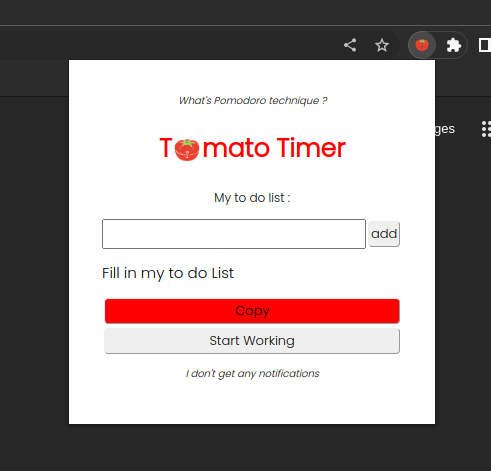 ges
What's Pomodoro technique ?
T🍅mato Timer
My to do list :
add
Fill in my to do List
Copy
Start Working
I don't get any notifications